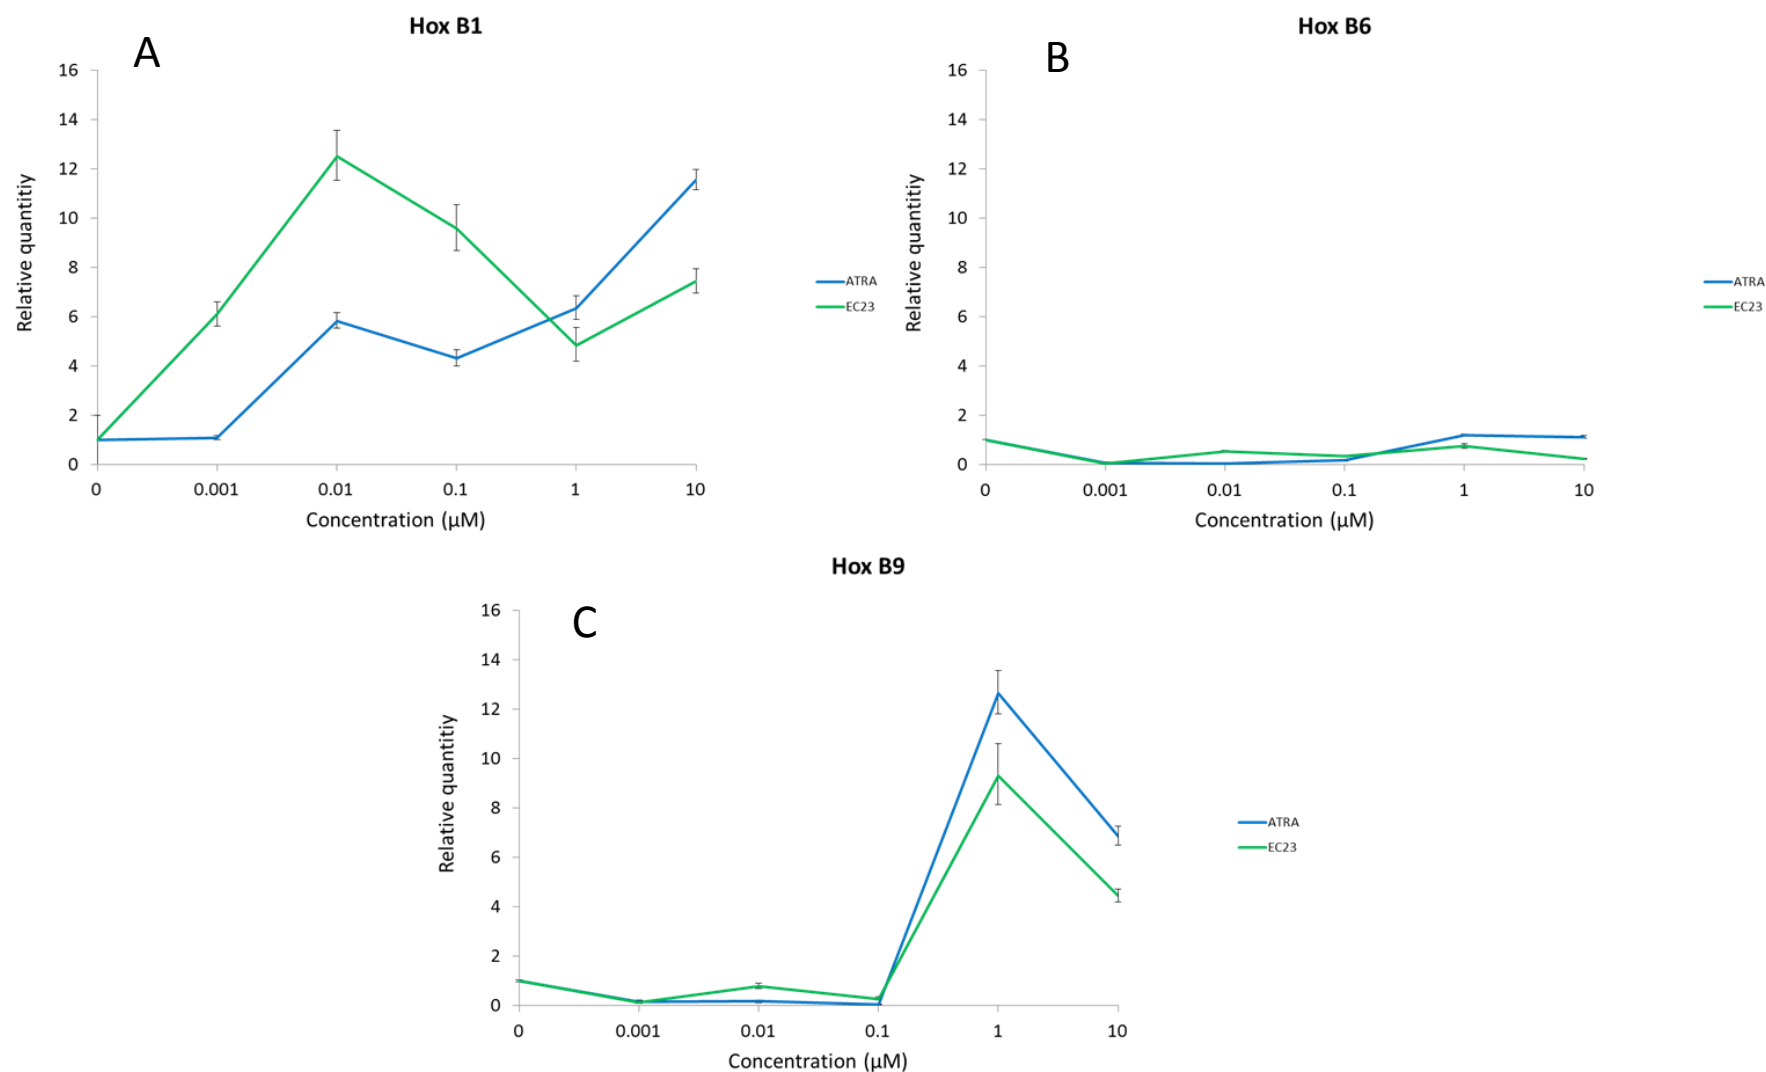 Hox B1
A
16
14
12
10
8
6
4
2
0
Relative quantitiy
0 0.001 0.01 0.1 1 10
Concentration (µM)
ATRA
EC23
Hox B6
B
16
14
12
10
8
6
4
2
0
Relative quantitiy
0 0.001 0.01 0.1 1 10
Concentration (µM)
ATRA
EC23
Hox B9
C
16
14
12
10
8
6
4
2
0
Relative quantitiy
0 0.001 0.01 0.1 1 10
Concentration (µM)
ATRA
EC23